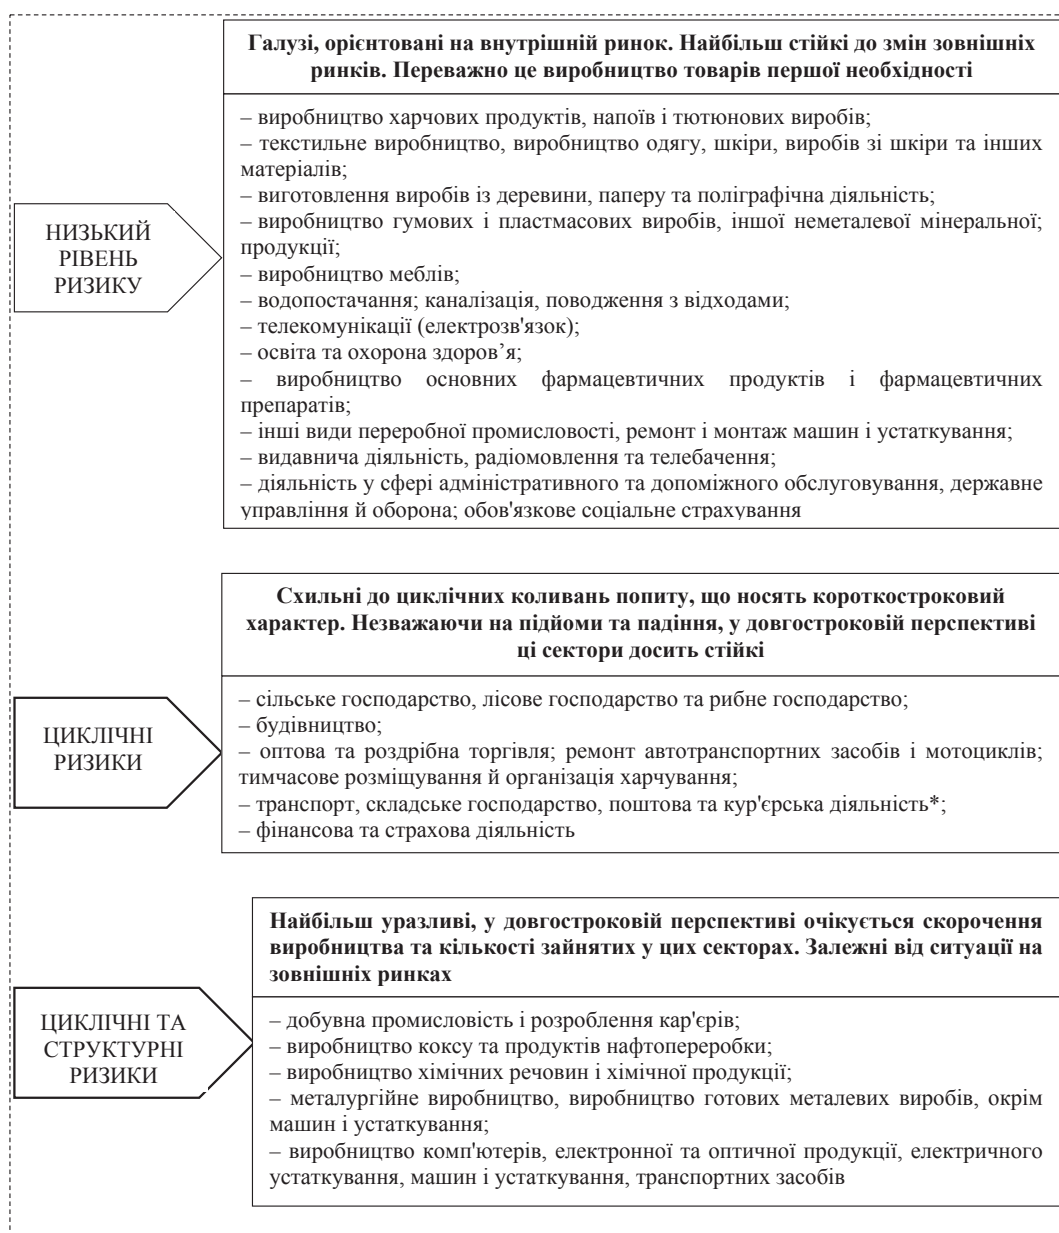 Галузі, орієнтовані на внутрішній ринок. Найбільш стійкі до змін зовнішніх
ринків. Переважно це виробництво товарів першої необхідності
НИЗЬКИЙ
РІВЕНЬ
РИЗИКУ
– виробництво харчових продуктів, напоїв і тютюнових виробів;
– текстильне виробництво, виробництво одягу, шкіри, виробів зі шкіри та інших
матеріалів;
– виготовлення виробів із деревини, паперу та поліграфічна діяльність;
– виробництво гумових і пластмасових виробів, іншої неметалевої мінеральної;
продукції;
– виробництво меблів;
– водопостачання; каналізація, поводження з відходами;
– телекомунікації (електрозв'язок);
– освіта та охорона здоров’я;
– виробництво основних фармацевтичних продуктів і фармацевтичних
препаратів;
– інші види переробної промисловості, ремонт і монтаж машин і устаткування;
– видавнича діяльність, радіомовлення та телебачення;
– діяльність у сфері адміністративного та допоміжного обслуговування, державне
управління й оборона; обов'язкове соціальне страхування
Схильні до циклічних коливань попиту, що носять короткостроковий
характер. Незважаючи на підйоми та падіння, у довгостроковій перспективі
ці сектори досить стійкі
ЦИКЛІЧНІ
РИЗИКИ
– сільське господарство, лісове господарство та рибне господарство;
– будівництво;
– оптова та роздрібна торгівля; ремонт автотранспортних засобів і мотоциклів;
тимчасове розміщування й організація харчування;
– транспорт, складське господарство, поштова та кур'єрська діяльність*;
– фінансова та страхова діяльність
Найбільш уразливі, у довгостроковій перспективі очікується скорочення
виробництва та кількості зайнятих у цих секторах. Залежні від ситуації на
зовнішніх ринках
ЦИКЛІЧНІ ТА
СТРУКТУРНІ
РИЗИКИ
– добувна промисловість і розроблення кар'єрів;
– виробництво коксу та продуктів нафтопереробки;
– виробництво хімічних речовин і хімічної продукції;
– металургійне виробництво, виробництво готових металевих виробів, окрім
машин і устаткування;
– виробництво комп'ютерів, електронної та оптичної продукції, електричного
устаткування, машин і устаткування, транспортних засобів